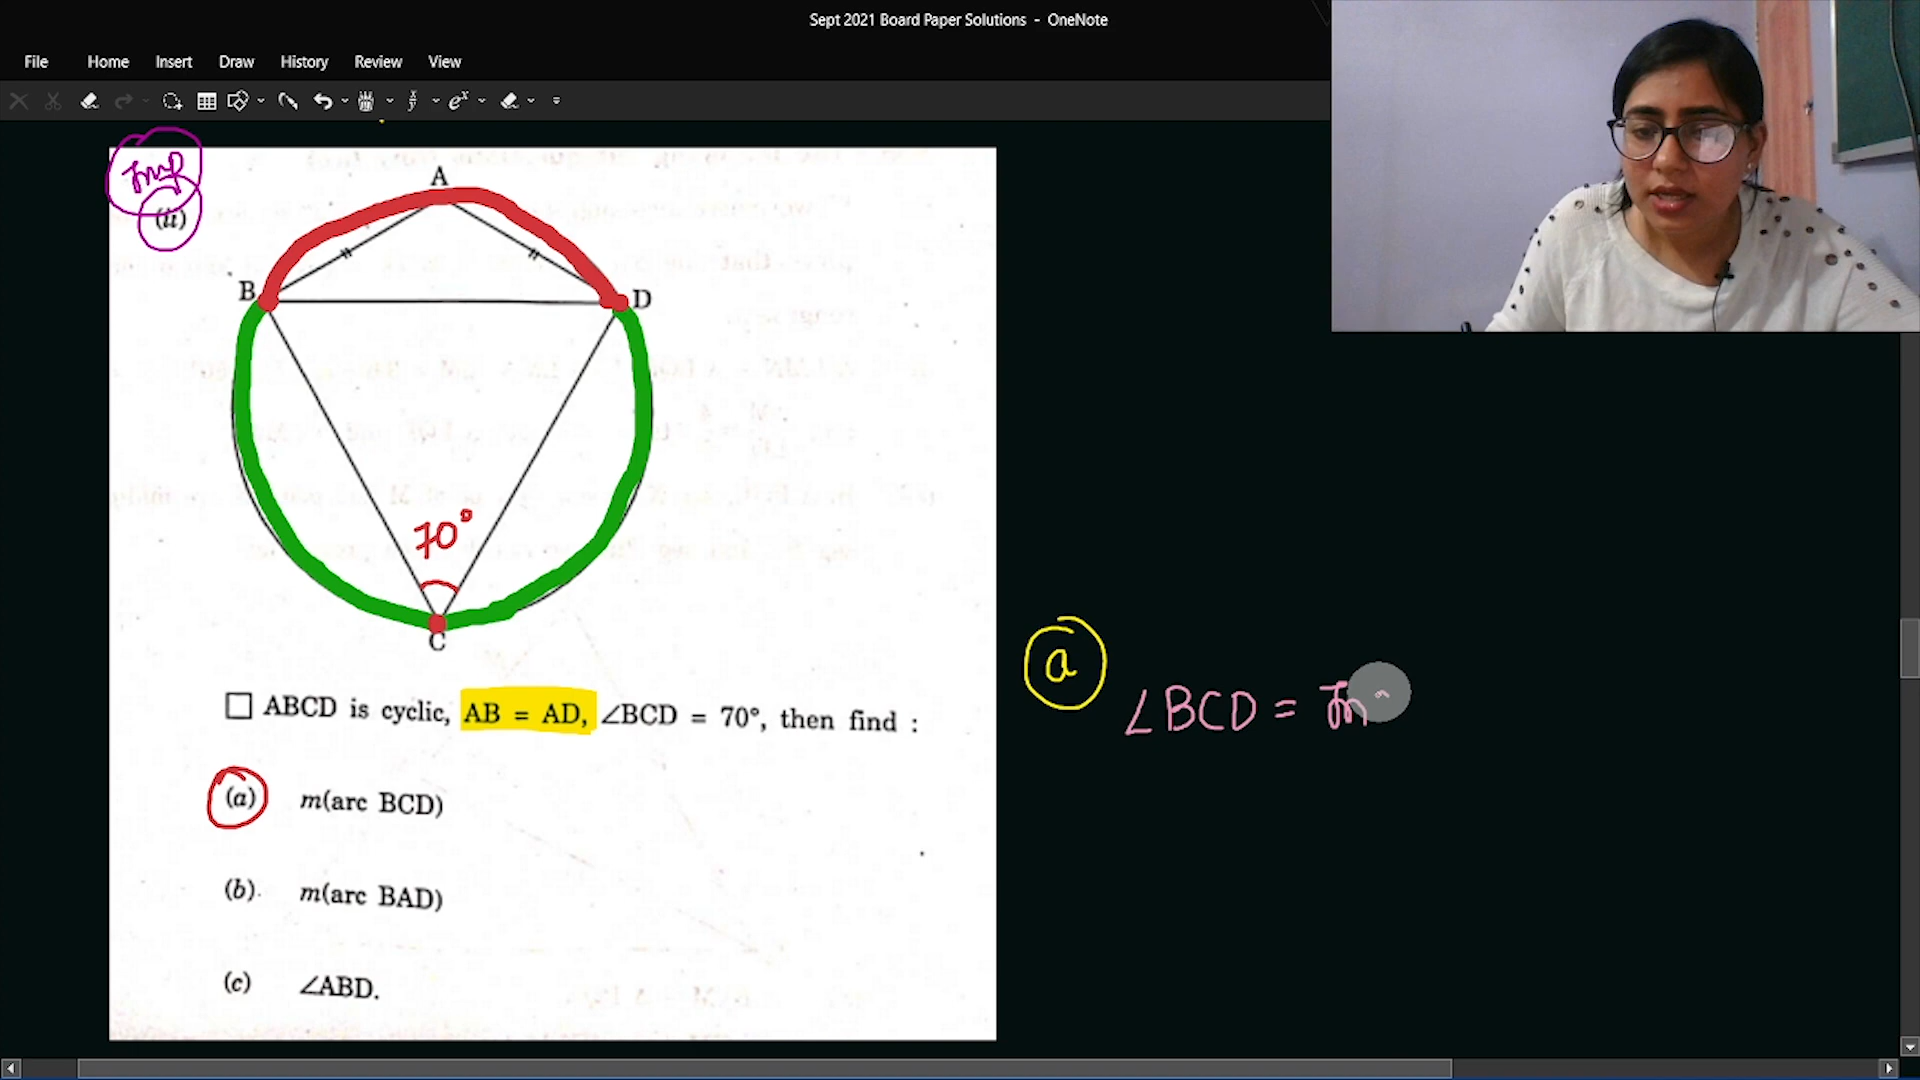 Sept 2021 Board Paper Solutions - OneNote
File Home Insert Draw History Review View
Imp
(ii)
A
B
D
70°
C
□ ABCD is cyclic, AB = AD, ∠BCD = 70°, then find :
(a) m(arc BCD)
(b). m(arc BAD)
(c) ∠ABD.
a
∠BCD =